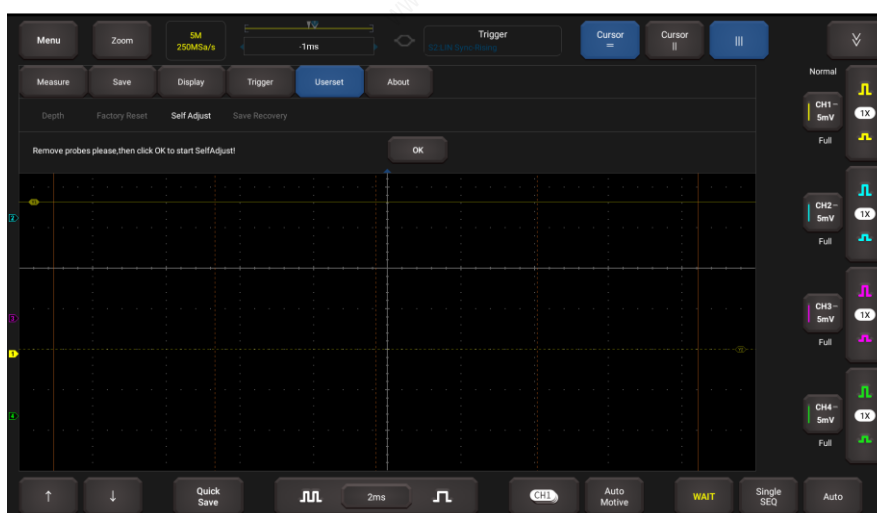 Menu
Zoom
5M
250MSa/s
-1ms
Trigger
Cursor
Cursor
Measure
Save
Display
Trigger
Userset
About
Depth
Factory Reset
Self Adjust
Save Recovery
Remove probes please,then click OK to start SelfAdjust!
OK
Normal
CH1
5mV
1X
Full
CH2
5mV
1X
Full
CH3
5mV
1X
Full
CH4
5mV
1X
Full
2
1
4
Quick
Save
2ms
CH1
Auto
Motive
WAIT
Single
SEQ
Auto